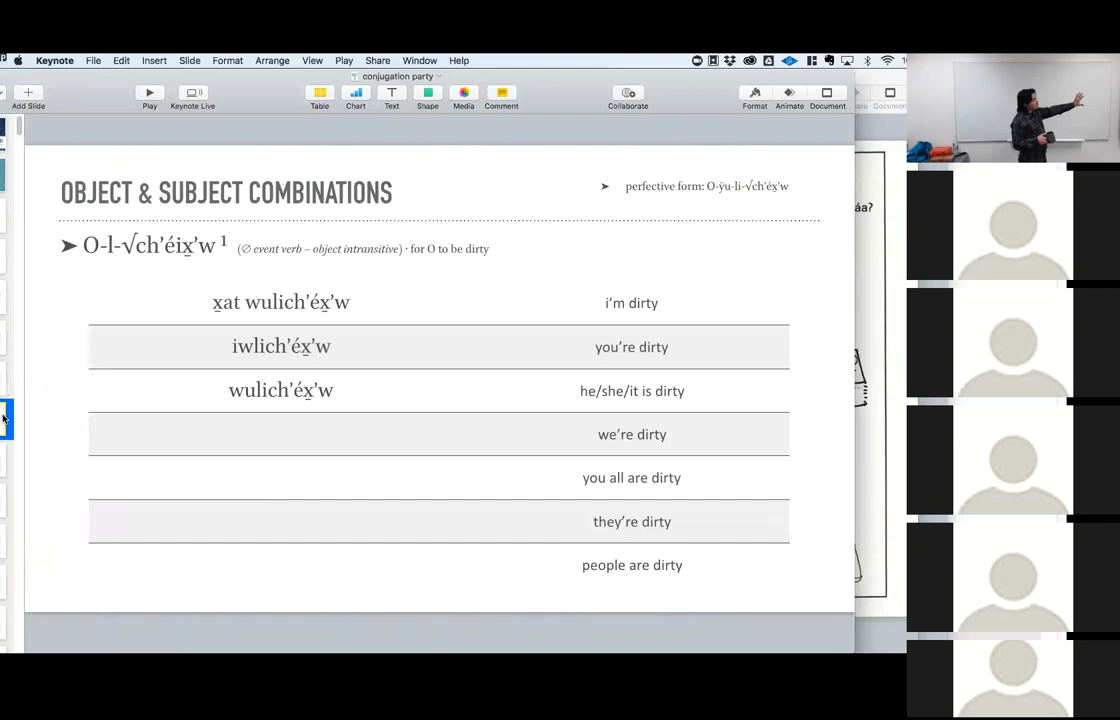 Keynote File Edit Insert Slide Format Arrange View Play Share Window Help
conjugation party
Add Slide Play Keynote Live Table Chart Text Shape Media Comment Collaborate Format Animate Document
OBJECT & SUBJECT COMBINATIONS
➤ perfective form: O-ÿu-li-√ch’éx̱’w
áa?
➤ O-l-√ch’éix̱’w ¹ (∅ event verb – object intransitive) · for O to be dirty
x̱at wulich’éx̱’w i’m dirty
iwlich’éx̱’w you’re dirty
wulich’éx̱’w he/she/it is dirty
we’re dirty
you all are dirty
they’re dirty
people are dirty